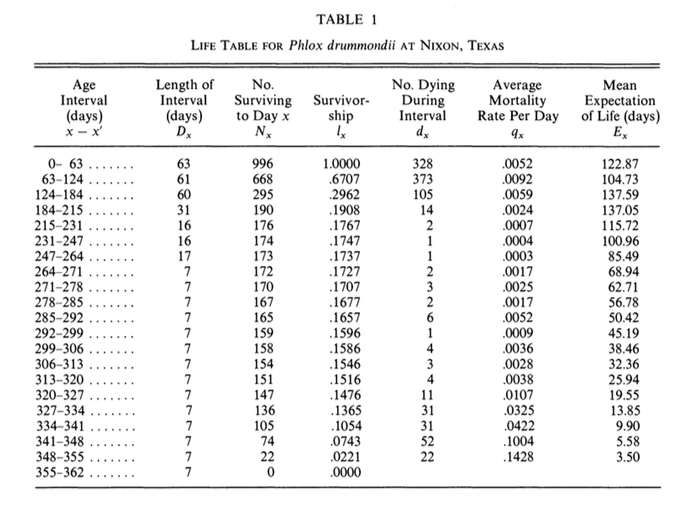 TABLE 1
LIFE TABLE FOR Phlox drummondii AT NIXON, TEXAS
Age Interval (days) x – x′ Length of Interval (days) Dx No. Surviving to Day x Nx Survivor-ship lx No. Dying During Interval dx Average Mortality Rate Per Day qx Mean Expectation of Life (days) Ex
0– 63 ....... 63 996 1.0000 328 .0052 122.87
63–124 ....... 61 668 .6707 373 .0092 104.73
124–184 ....... 60 295 .2962 105 .0059 137.59
184–215 ....... 31 190 .1908 14 .0024 137.05
215–231 ....... 16 176 .1767 2 .0007 115.72
231–247 ....... 16 174 .1747 1 .0004 100.96
247–264 ....... 17 173 .1737 1 .0003 85.49
264–271 ....... 7 172 .1727 2 .0017 68.94
271–278 ....... 7 170 .1707 3 .0025 62.71
278–285 ....... 7 167 .1677 2 .0017 56.78
285–292 ....... 7 165 .1657 6 .0052 50.42
292–299 ....... 7 159 .1596 1 .0009 45.19
299–306 ....... 7 158 .1586 4 .0036 38.46
306–313 ....... 7 154 .1546 3 .0028 32.36
313–320 ....... 7 151 .1516 4 .0038 25.94
320–327 ....... 7 147 .1476 11 .0107 19.55
327–334 ....... 7 136 .1365 31 .0325 13.85
334–341 ....... 7 105 .1054 31 .0422 9.90
341–348 ....... 7 74 .0743 52 .1004 5.58
348–355 ....... 7 22 .0221 22 .1428 3.50
355–362 ....... 7 0 .0000